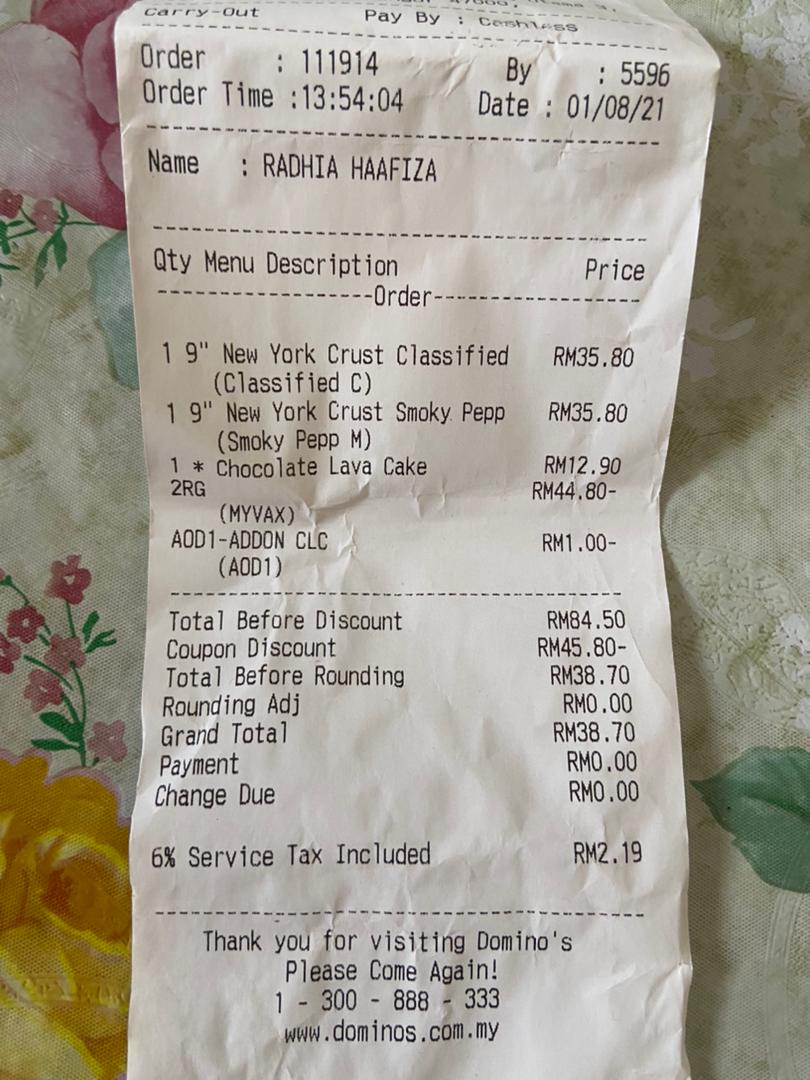 Carry-Out Pay By : Cashless
Order : 111914 By : 5596
Order Time :13:54:04 Date : 01/08/21
Name : RADHIA HAAFIZA
Qty Menu Description Price
------------------Order------------------
1 9" New York Crust Classified RM35.80
(Classified C)
1 9" New York Crust Smoky Pepp RM35.80
(Smoky Pepp M)
1 * Chocolate Lava Cake RM12.90
2RG RM44.80-
(MYVAX)
AOD1-ADDON CLC RM1.00-
(AOD1)
Total Before Discount RM84.50
Coupon Discount RM45.80-
Total Before Rounding RM38.70
Rounding Adj RM0.00
Grand Total RM38.70
Payment RM0.00
Change Due RM0.00
6% Service Tax Included RM2.19
Thank you for visiting Domino's
Please Come Again!
1 - 300 - 888 - 333
www.dominos.com.my